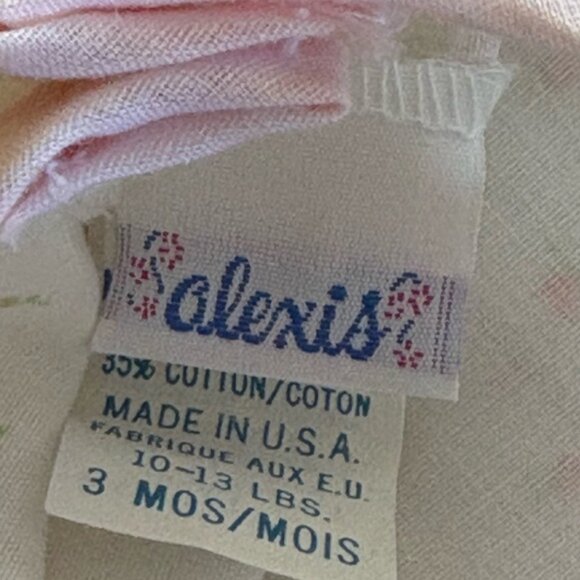 alexis
35% COTTON/COTON
MADE IN U.S.A.
FABRIQUE AUX E.U.
10-13 LBS.
3 MOS/MOIS